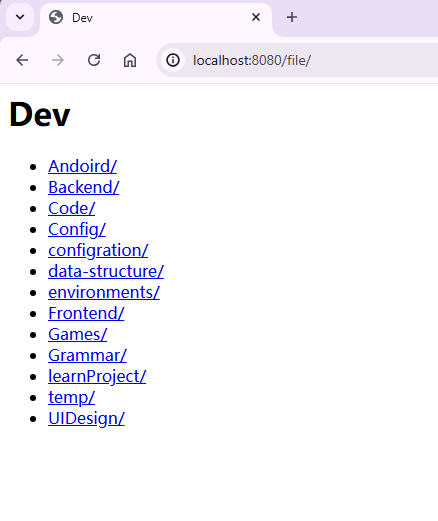 Dev
localhost:8080/file/
Dev
Andoird/
Backend/
Code/
Config/
configration/
data-structure/
environments/
Frontend/
Games/
Grammar/
learnProject/
temp/
UIDesign/